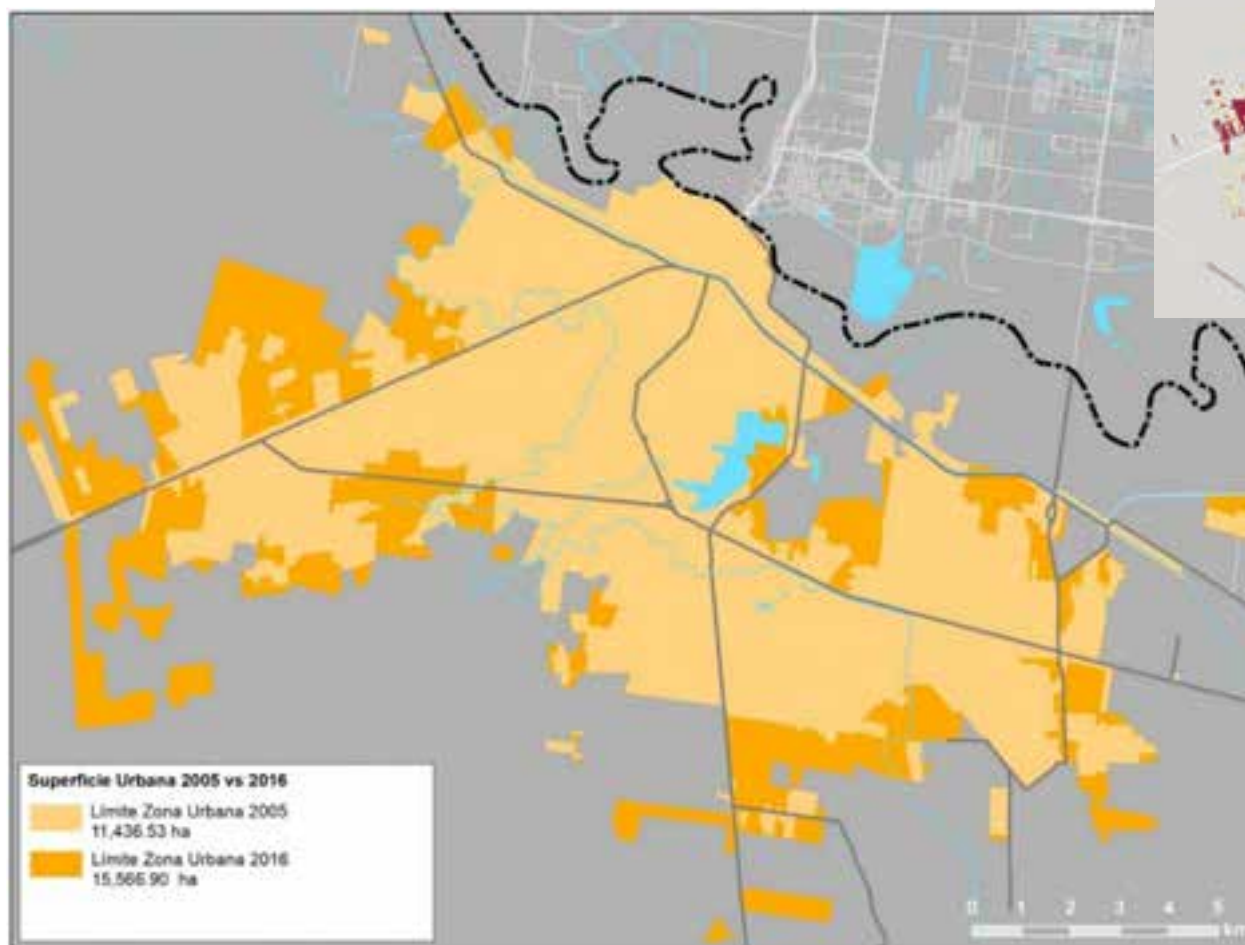 Superficie Urbana 2005 vs 2016
Límite Zona Urbana 2005
11,436.53 ha
Límite Zona Urbana 2016
15,566.90 ha
0 1 2 3 4 5
km